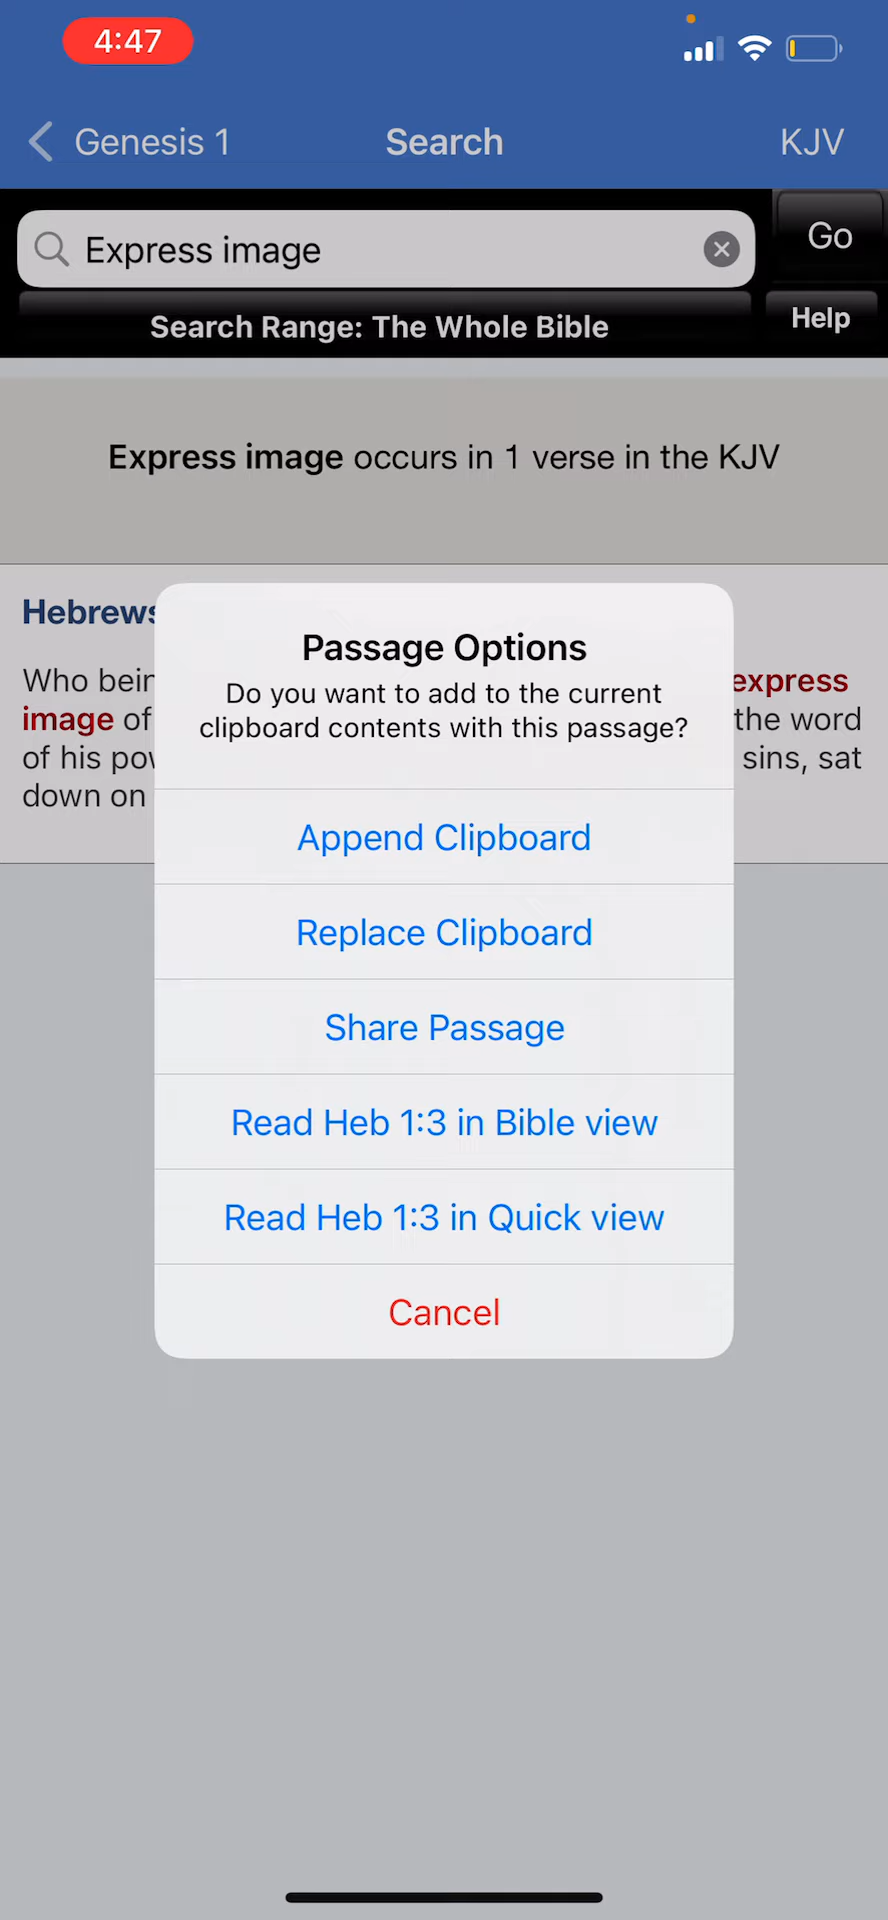 4:47
Genesis 1 Search KJV
Express image Go
Search Range: The Whole Bible Help
Express image occurs in 1 verse in the KJV
Hebrews
Passage Options
Do you want to add to the current
clipboard contents with this passage?
Who bein express
image of the word
of his pow sins, sat
down on
Append Clipboard
Replace Clipboard
Share Passage
Read Heb 1:3 in Bible view
Read Heb 1:3 in Quick view
Cancel